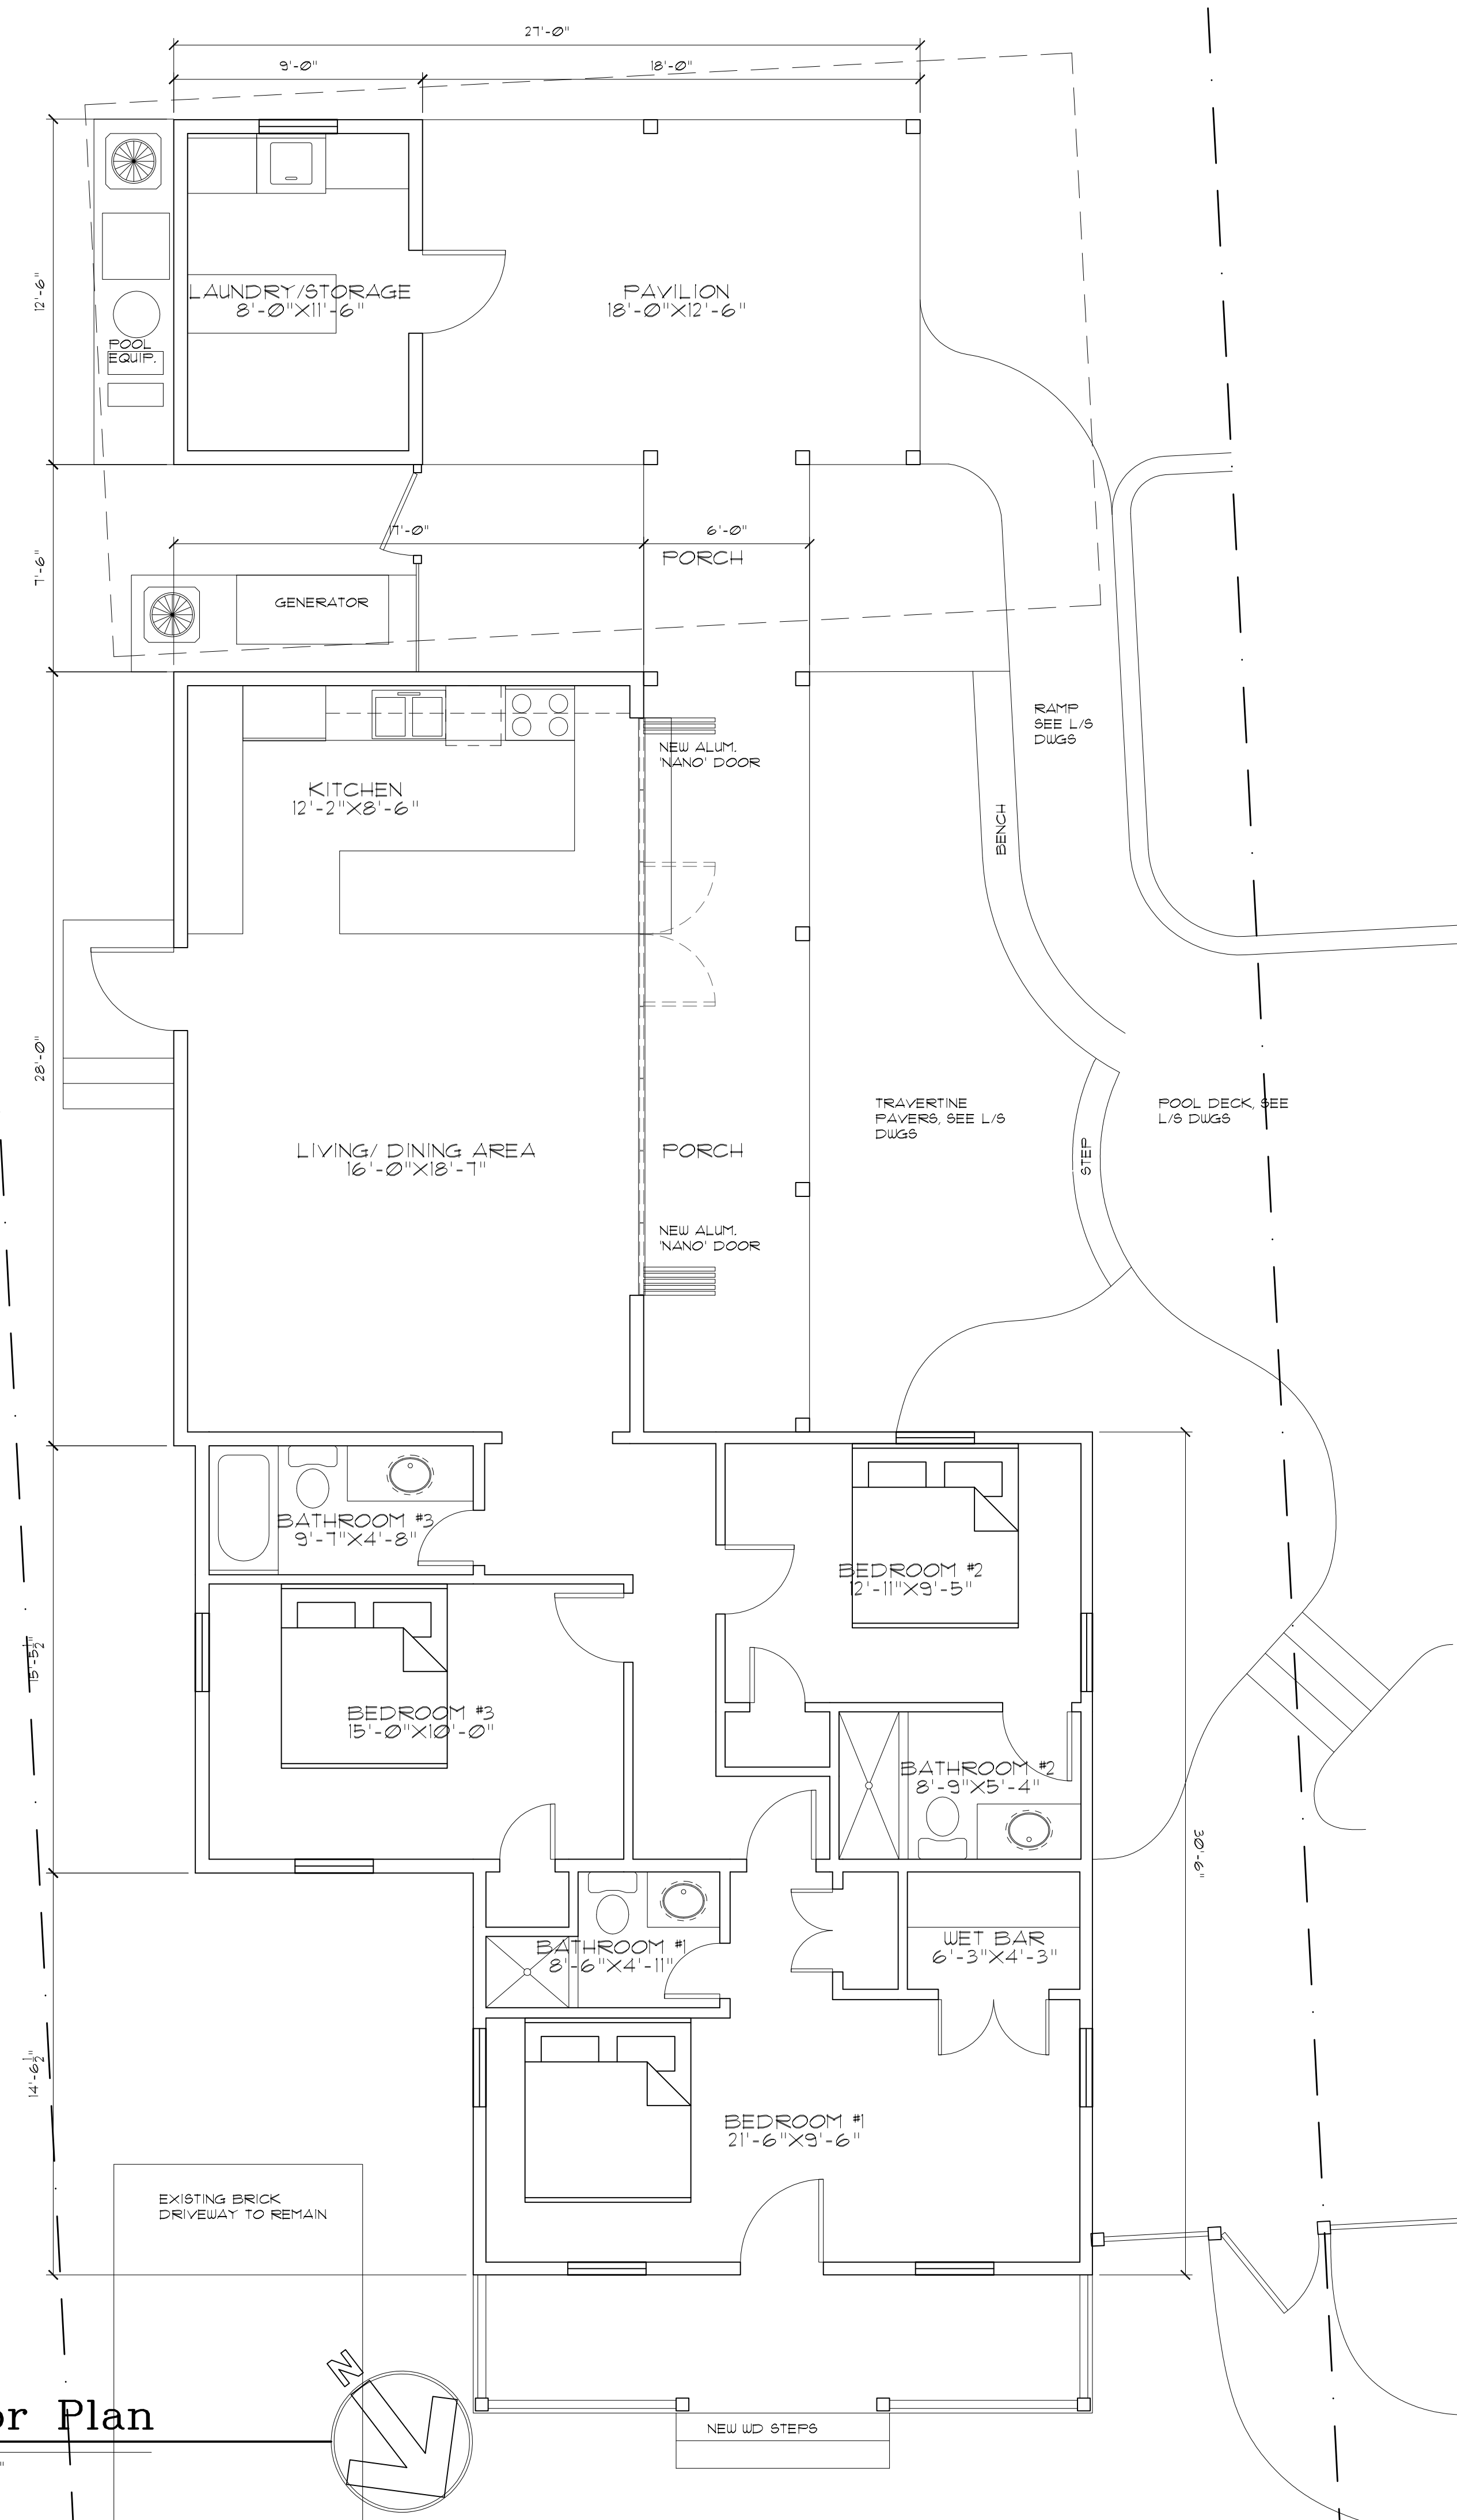 27'-0"
9'-0"
18'-0"
12'-6"
LAUNDRY/STORAGE
8'-0"X11'-6"
PAVILION
18'-0"X12'-6"
POOL
EQUIP.
7'-6"
17'-0"
6'-0"
PORCH
GENERATOR
RAMP
SEE L/S
DWGS
NEW ALUM.
'NANO' DOOR
KITCHEN
12'-2"X8'-6"
BENCH
28'-0"
TRAVERTINE
PAVERS, SEE L/S
DWGS
POOL DECK, SEE
L/S DWGS
LIVING/ DINING AREA
16'-0"X18'-7"
PORCH
STEP
NEW ALUM.
'NANO' DOOR
BATHROOM #3
9'-7"X4'-8"
BEDROOM #2
12'-11"X9'-5"
15'-5½"
BEDROOM #3
15'-0"X10'-0"
BATHROOM #2
8'-9"X5'-4"
30'-6"
BATHROOM #1
8'-6"X4'-11"
WET BAR
6'-3"X4'-3"
14'-6½"
BEDROOM #1
21'-6"X9'-6"
EXISTING BRICK
DRIVEWAY TO REMAIN
N
or Plan
NEW WD STEPS
"